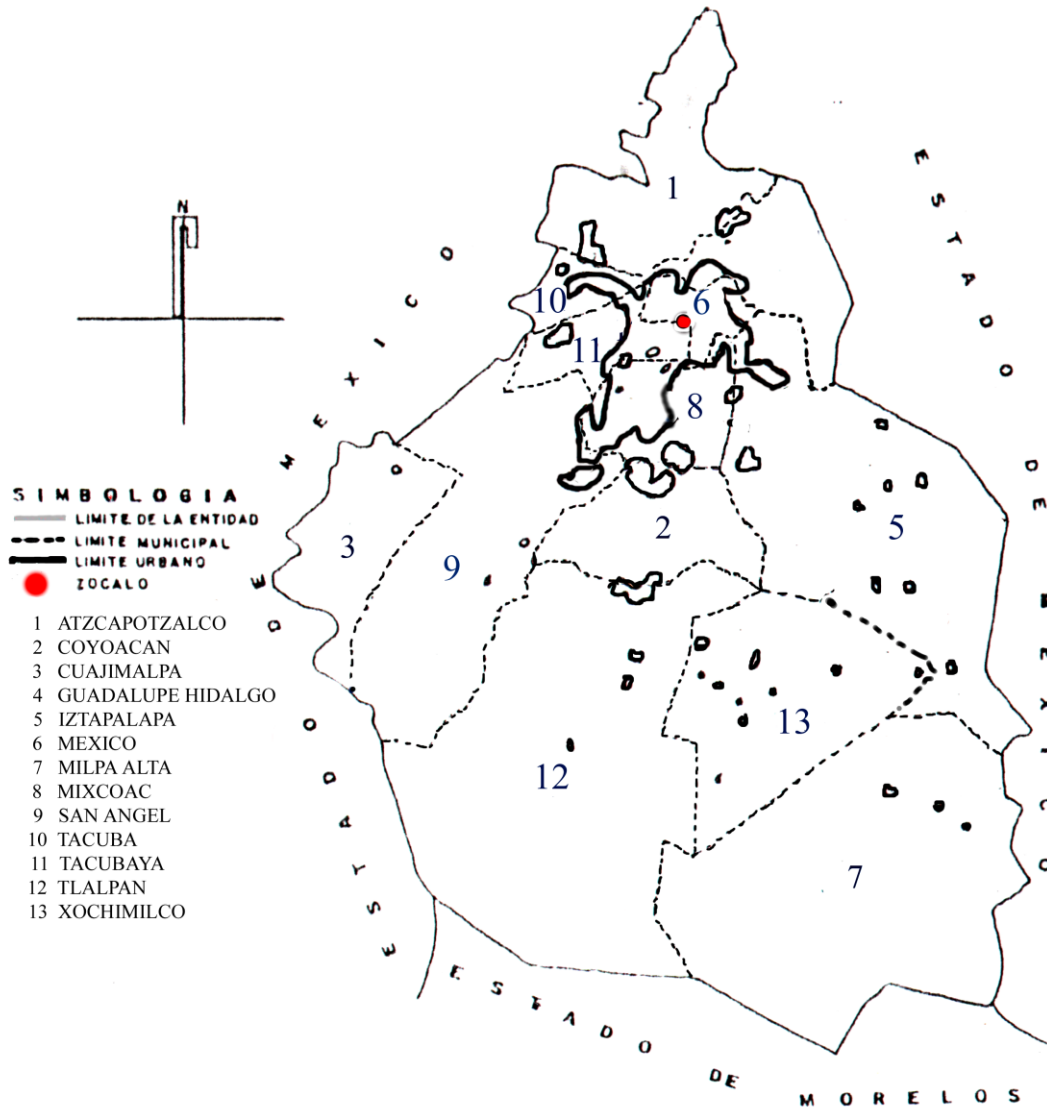 N
ESTADO DE MEXICO
ESTADO DE MEXICO
ESTADO DE MORELOS
1
6
10
11
8
2
5
3
9
13
12
7
SIMBOLOGIA
LIMITE DE LA ENTIDAD
LIMITE MUNICIPAL
LIMITE URBANO
ZOCALO
1 ATZCAPOTZALCO
2 COYOACAN
3 CUAJIMALPA
4 GUADALUPE HIDALGO
5 IZTAPALAPA
6 MEXICO
7 MILPA ALTA
8 MIXCOAC
9 SAN ANGEL
10 TACUBA
11 TACUBAYA
12 TLALPAN
13 XOCHIMILCO